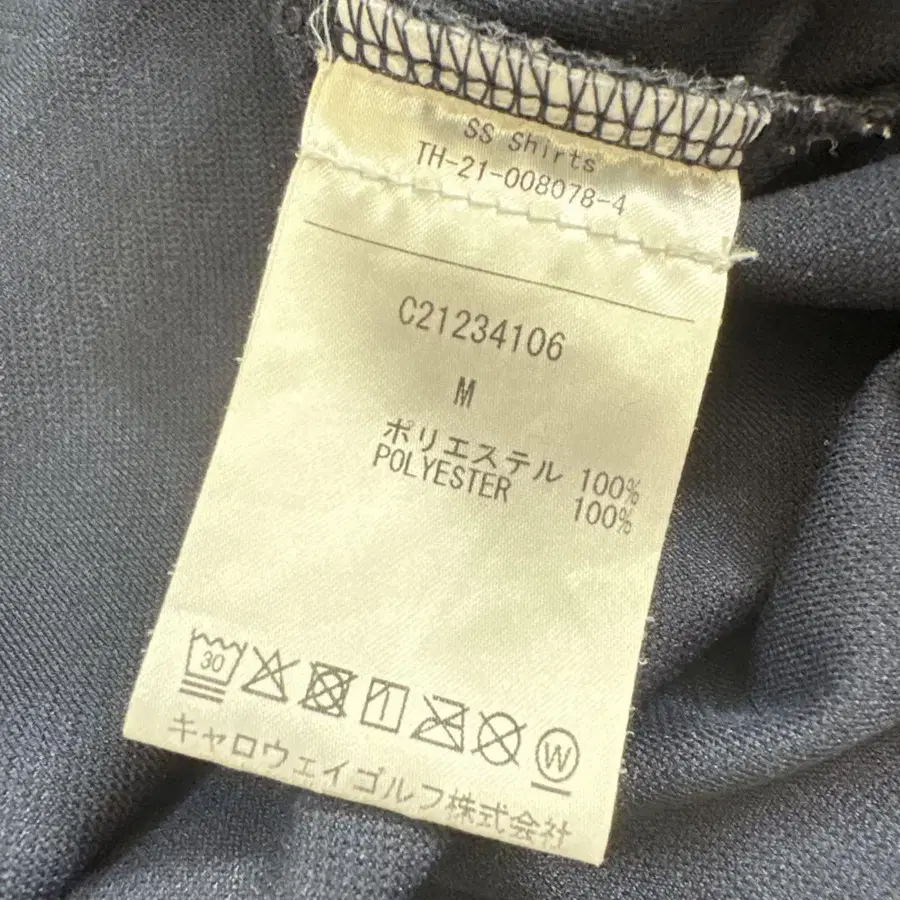 SS Shirts
TH-21-008078-4
C21234106
M
ポリエステル 100%
POLYESTER 100%
30
W
キャロウェイゴルフ株式会社